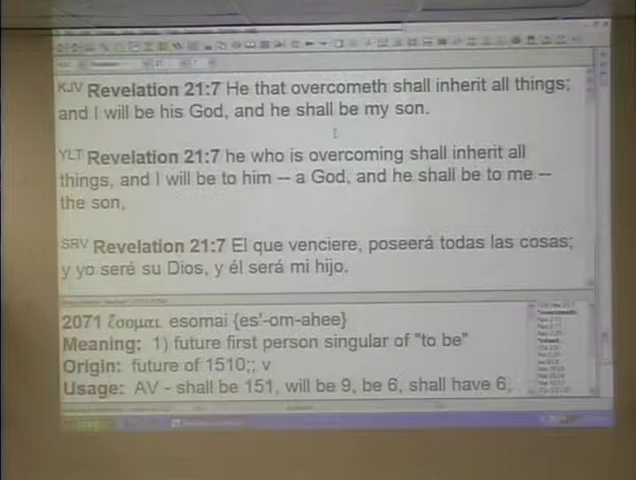 KJV Revelation 21:7 He that overcometh shall inherit all things;
and I will be his God, and he shall be my son.
YLT Revelation 21:7 he who is overcoming shall inherit all
things, and I will be to him -- a God, and he shall be to me --
the son,
SRV Revelation 21:7 El que venciere, poseerá todas las cosas;
y yo seré su Dios, y él será mi hijo.
2071 ἔσομαι esomai {es'-om-ahee}
Meaning: 1) future first person singular of "to be"
Origin: future of 1510;; v
Usage: AV - shall be 151, will be 9, be 6, shall have 6,